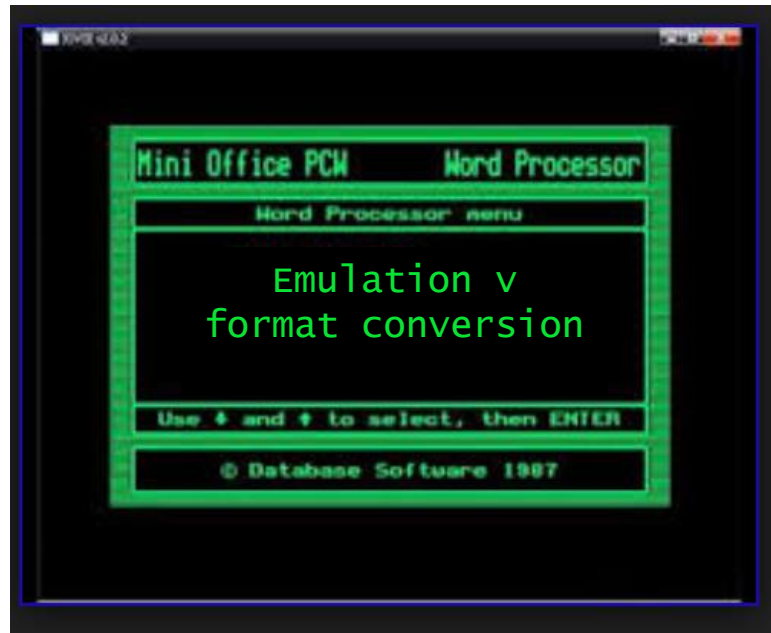 Mini Office PCW Word Processor
Word Processor menu
Emulation v
format conversion
Use ↓ and ↑ to select, then ENTER
© Database Software 1987